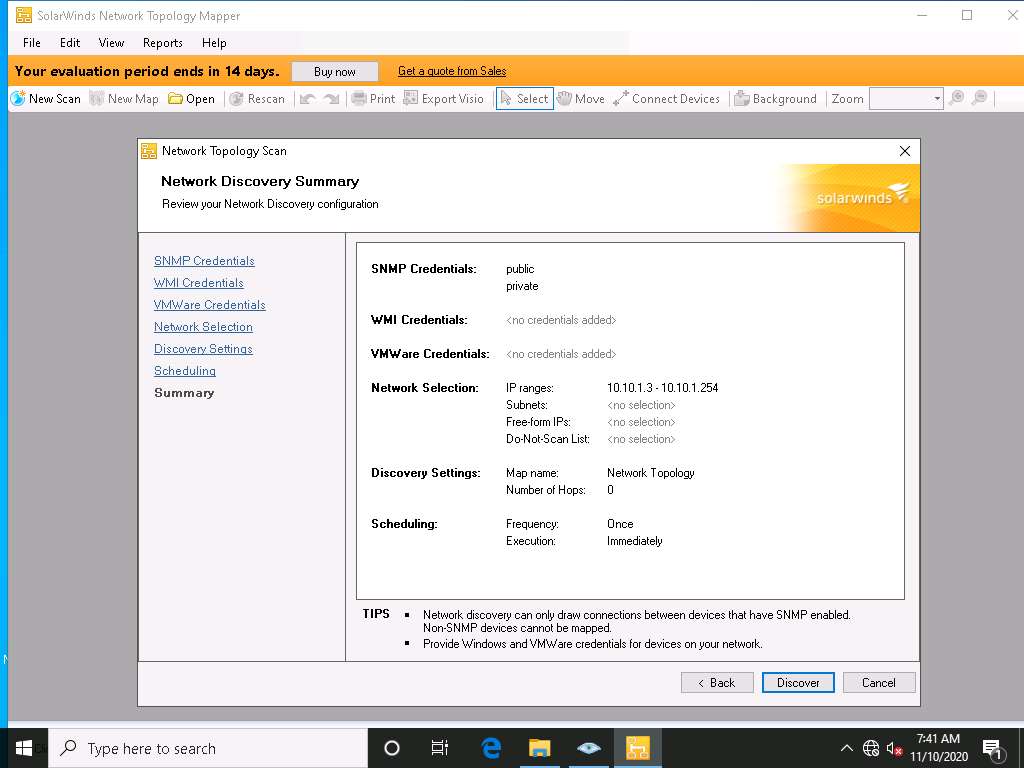 SolarWinds Network Topology Mapper
File Edit View Reports Help
Your evaluation period ends in 14 days. Buy now Get a quote from Sales
New Scan New Map Open Rescan Print Export Visio Select Move Connect Devices Background Zoom
Network Topology Scan
Network Discovery Summary
Review your Network Discovery configuration
solarwinds
SNMP Credentials
WMI Credentials
VMWare Credentials
Network Selection
Discovery Settings
Scheduling
Summary
SNMP Credentials: public
private
WMI Credentials: <no credentials added>
VMWare Credentials: <no credentials added>
Network Selection: IP ranges: 10.10.1.3 - 10.10.1.254
Subnets: <no selection>
Free-form IPs: <no selection>
Do-Not-Scan List: <no selection>
Discovery Settings: Map name: Network Topology
Number of Hops: 0
Scheduling: Frequency: Once
Execution: Immediately
TIPS ▪ Network discovery can only draw connections between devices that have SNMP enabled.
Non-SNMP devices cannot be mapped.
▪ Provide Windows and VMWare credentials for devices on your network.
< Back Discover Cancel
Type here to search
7:41 AM
11/10/2020
1